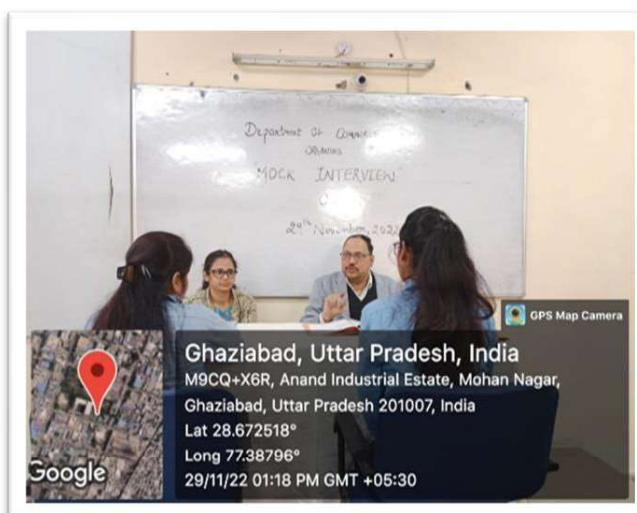 Department Of
MOCK INTERVIEW
29th November, 2022
GPS Map Camera
Ghaziabad, Uttar Pradesh, India
M9CQ+X6R, Anand Industrial Estate, Mohan Nagar,
Ghaziabad, Uttar Pradesh 201007, India
Lat 28.672518°
Long 77.38796°
29/11/22 01:18 PM GMT +05:30
Google